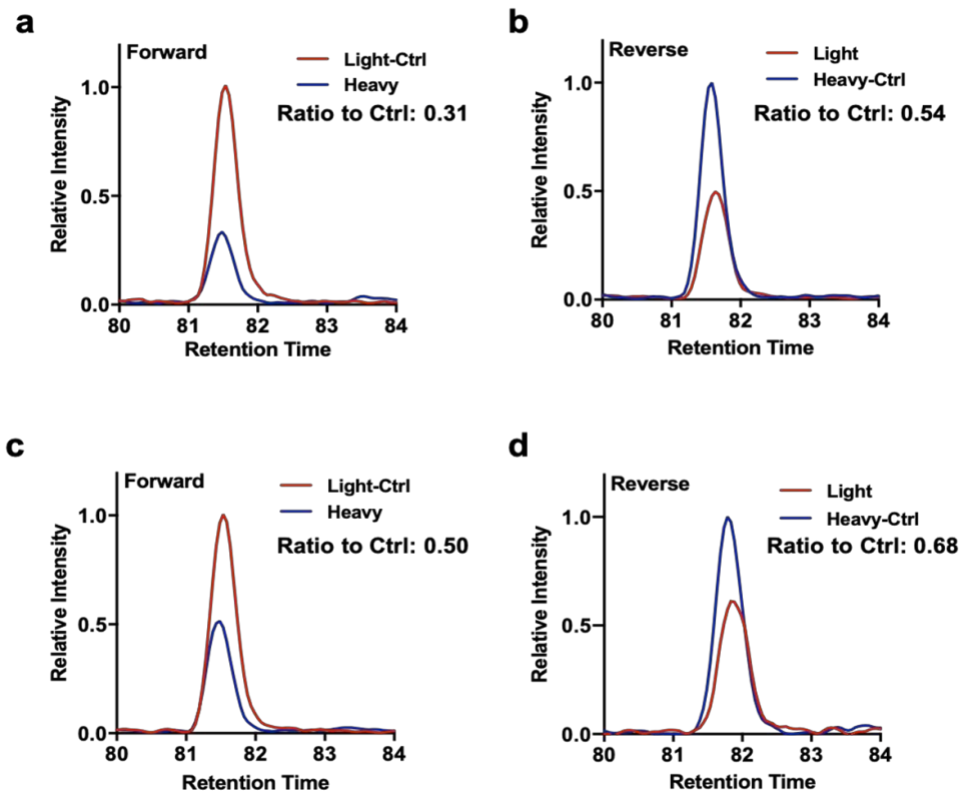 a
Forward
Light-Ctrl
Heavy
Ratio to Ctrl: 0.31
Relative Intensity
1.0
0.5
0.0
80 81 82 83 84
Retention Time
b
Reverse
Light
Heavy-Ctrl
Ratio to Ctrl: 0.54
Relative Intensity
1.0
0.5
0.0
80 81 82 83 84
Retention Time
c
Forward
Light-Ctrl
Heavy
Ratio to Ctrl: 0.50
Relative Intensity
1.0
0.5
0.0
80 81 82 83 84
Retention Time
d
Reverse
Light
Heavy-Ctrl
Ratio to Ctrl: 0.68
Relative Intensity
1.0
0.5
0.0
80 81 82 83 84
Retention Time